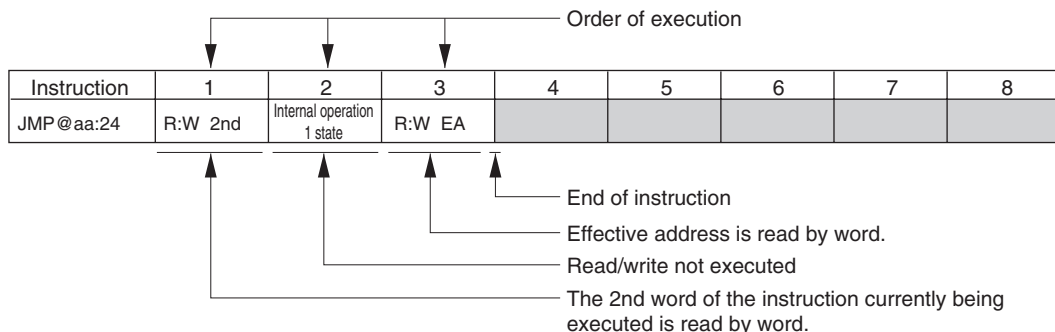 Order of execution
Instruction 1 2 3 4 5 6 7 8
JMP@aa:24 R:W 2nd Internal operation 1 state R:W EA
End of instruction
Effective address is read by word.
Read/write not executed
The 2nd word of the instruction currently being
executed is read by word.